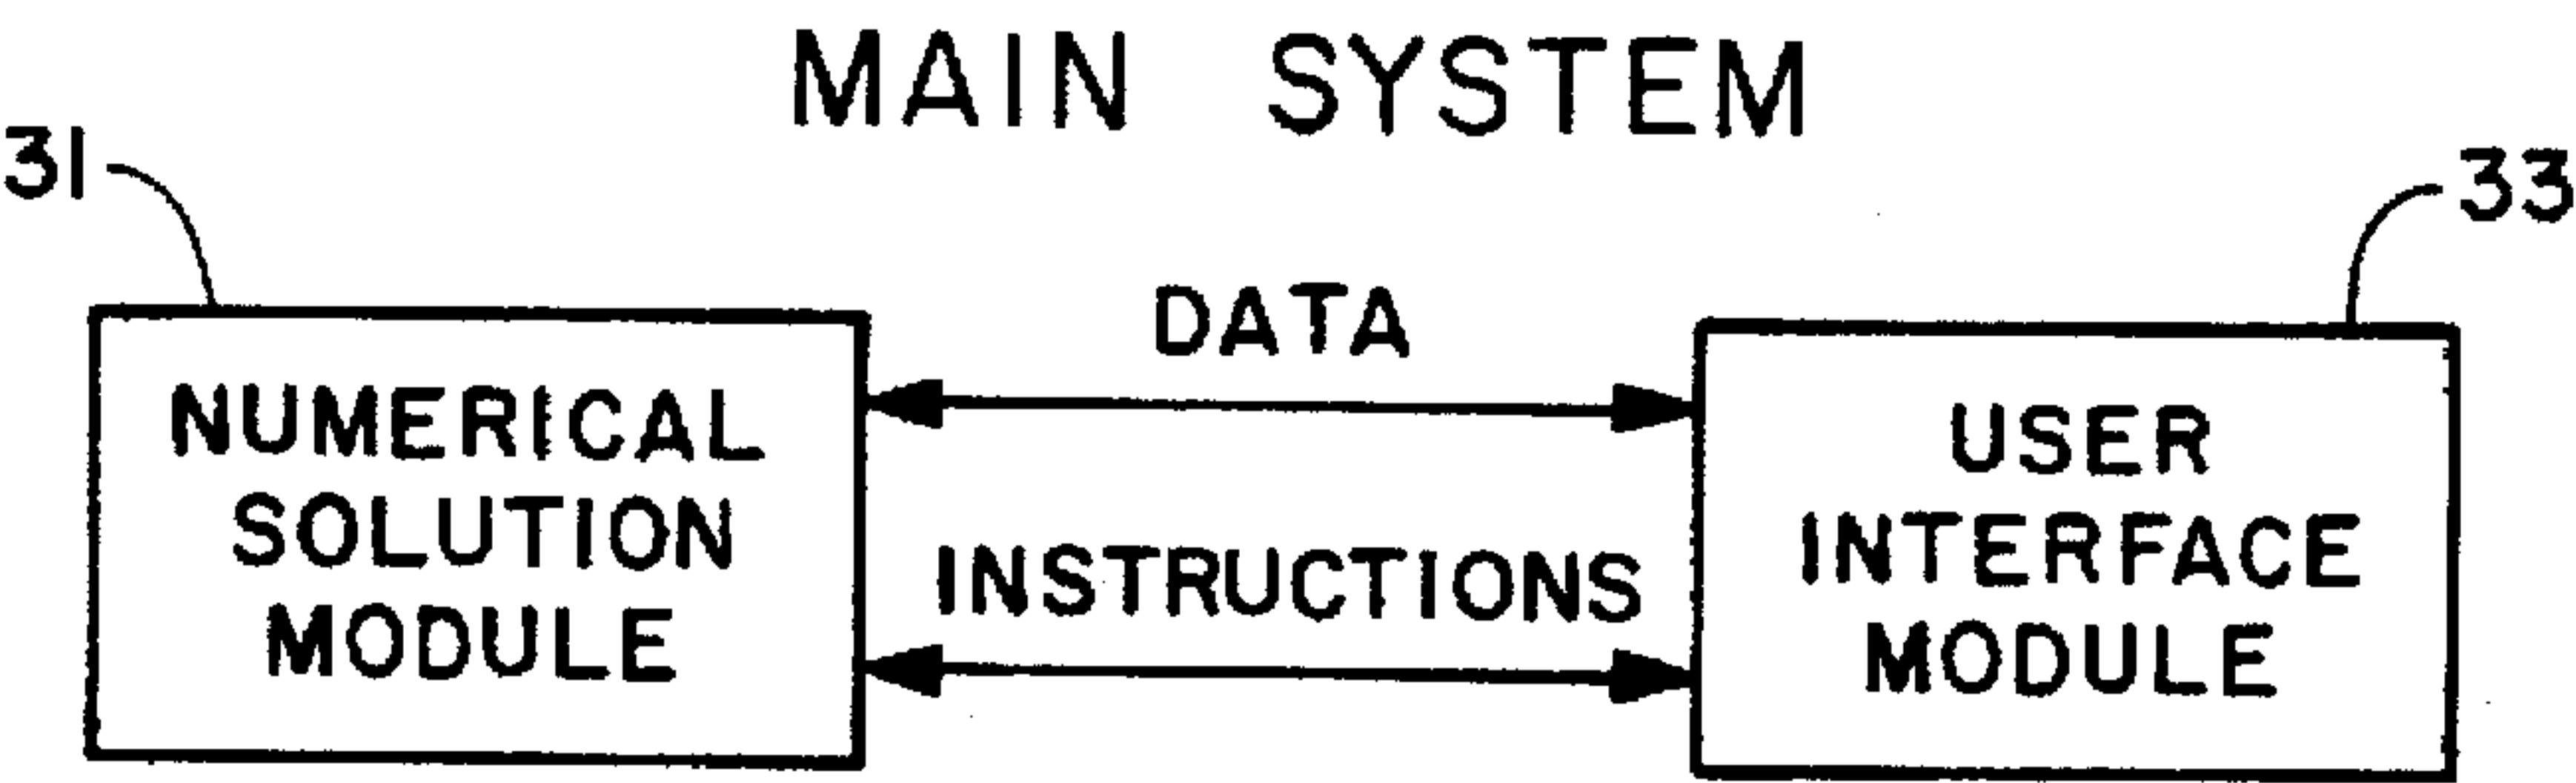 MAIN SYSTEM
31
33
DATA
NUMERICAL
SOLUTION
MODULE
INSTRUCTIONS
USER
INTERFACE
MODULE